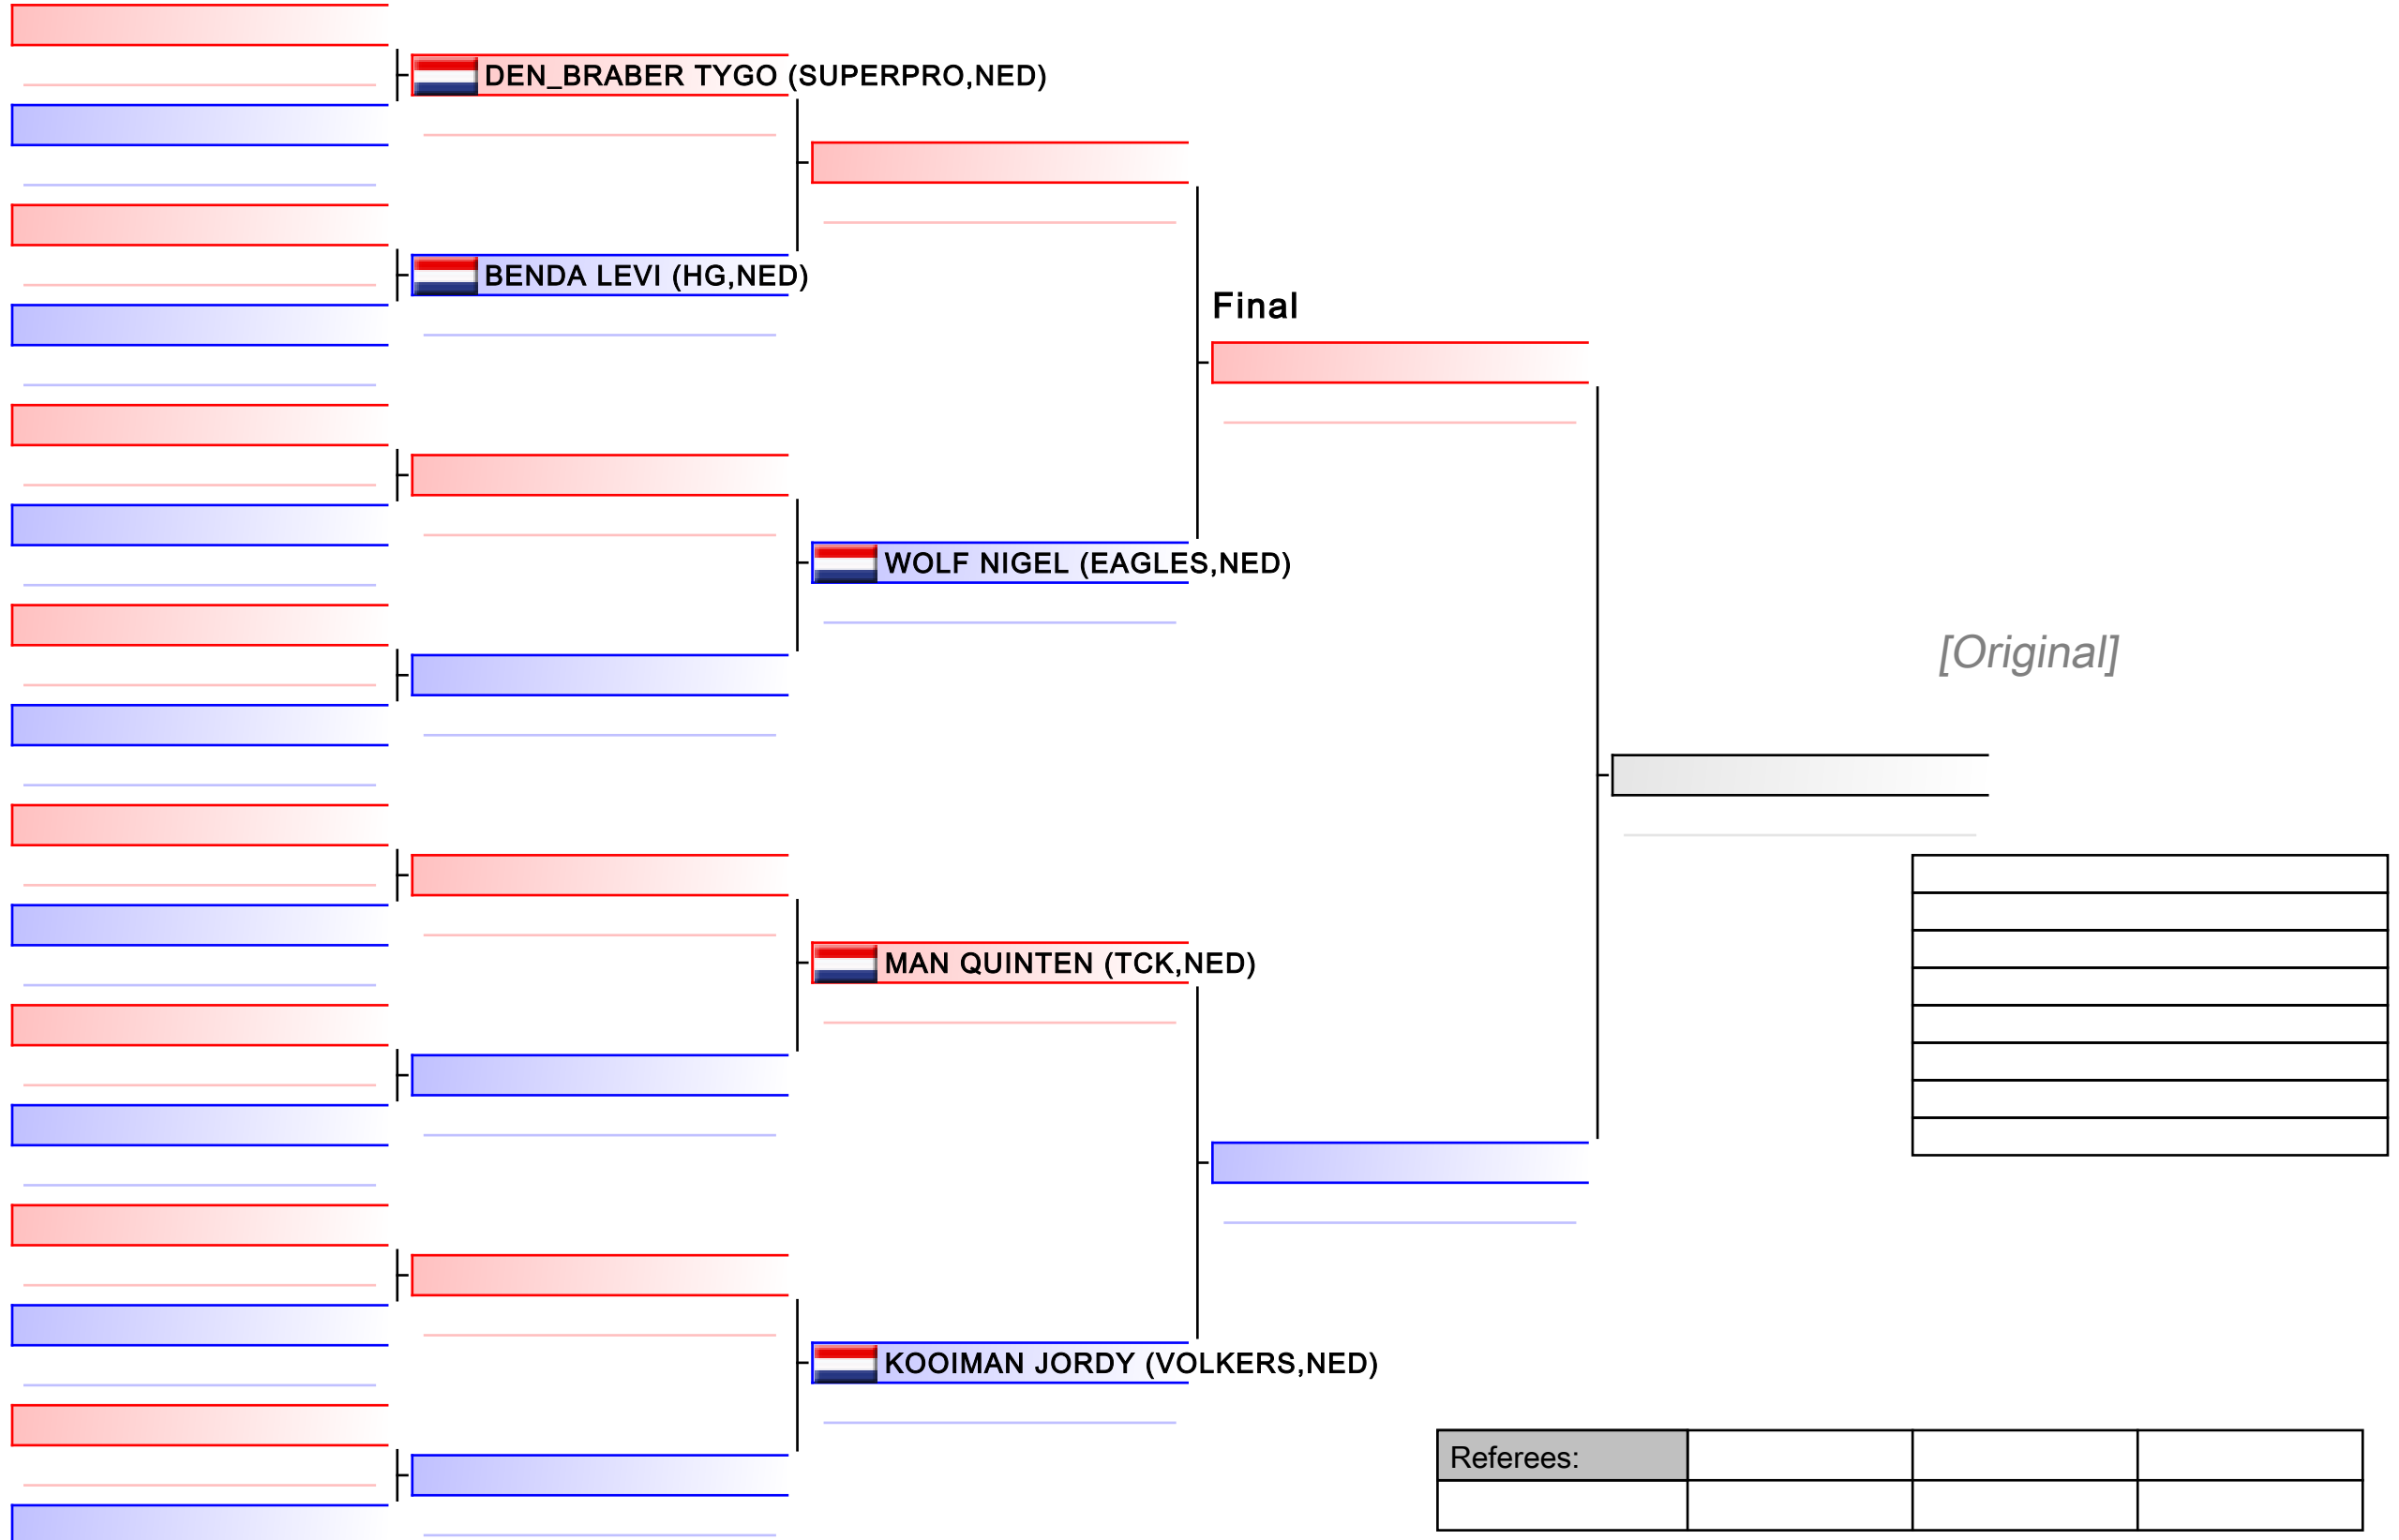 DEN_BRABER TYGO (SUPERPRO,NED)
BENDA LEVI (HG,NED)
Final
WOLF NIGEL (EAGLES,NED)
[Original]
MAN QUINTEN (TCK,NED)
KOOIMAN JORDY (VOLKERS,NED)
Referees: